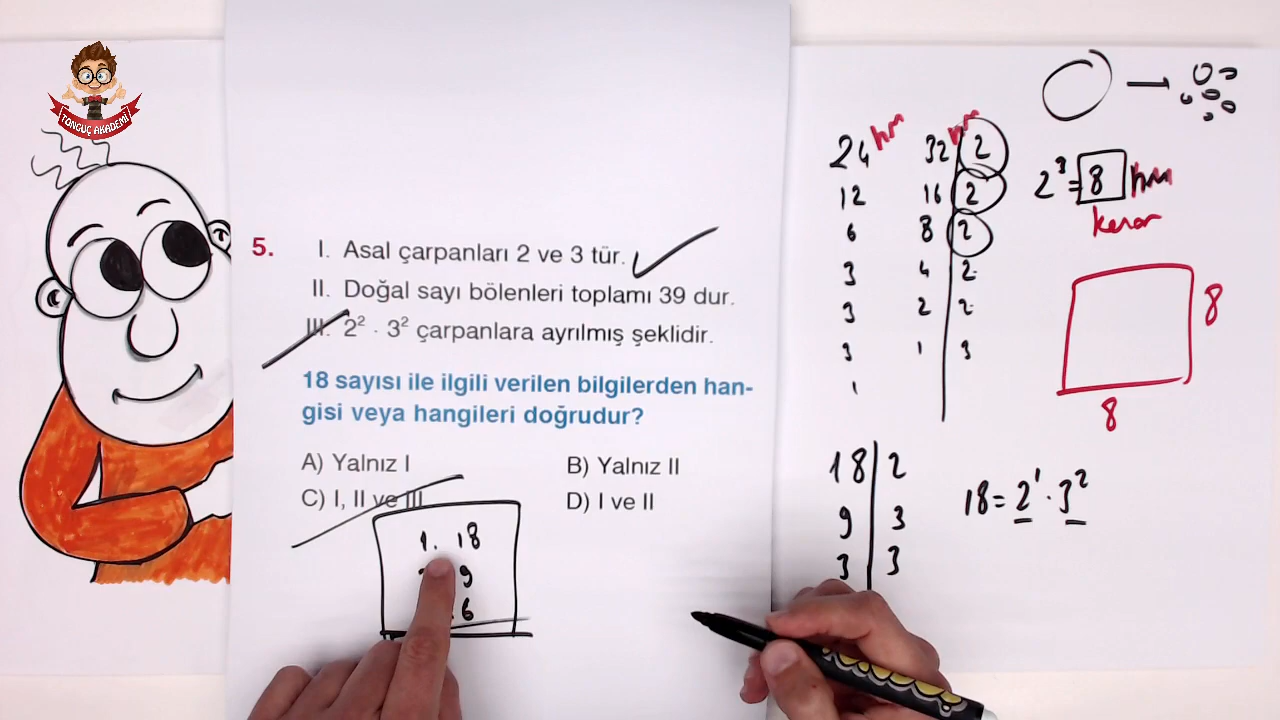 TONGUÇ AKADEMİ
5. I. Asal çarpanları 2 ve 3 tür.
II. Doğal sayı bölenleri toplamı 39 dur.
III. 2² · 3² çarpanlara ayrılmış şeklidir.
18 sayısı ile ilgili verilen bilgilerden han-
gisi veya hangileri doğrudur?
A) Yalnız I B) Yalnız II
C) I, II ve III D) I ve II
1. 18
9
. 6
24 hm 32 hm 2
12 16 2
6 8 2
3 4 2
3 2 2
3 1 3
1
2³=8 hm
kenar
8
8
18 2
9 3
3 3
18=2¹·3²